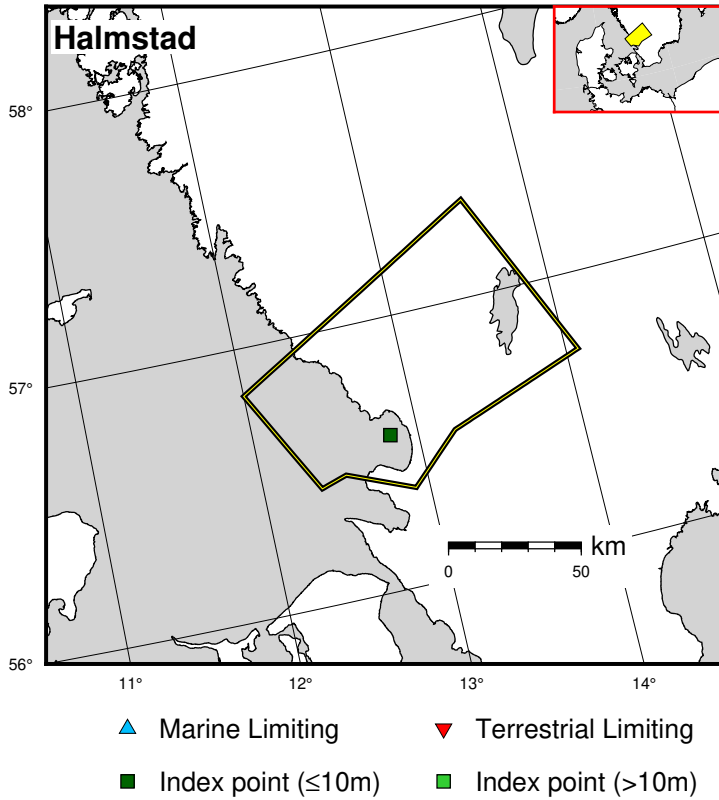 Halmstad
58°
57°
56°
km
0 50
11° 12° 13° 14°
Marine Limiting Terrestrial Limiting
Index point (≤10m) Index point (>10m)